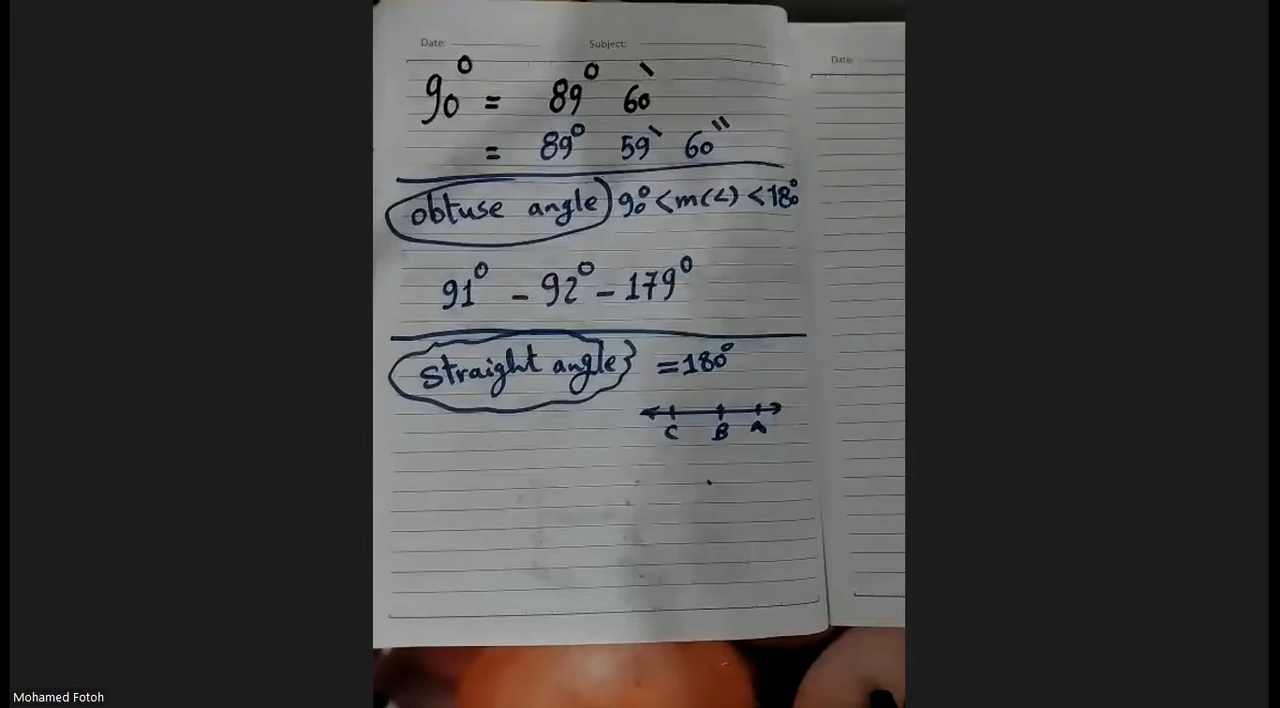 Date: Subject:
90° = 89° 60`
= 89° 59` 60``
obtuse angle 90° < m(∠) < 180°
91° - 92° - 179°
straight angle } = 180°
C B A
Date:
Mohamed Fotoh